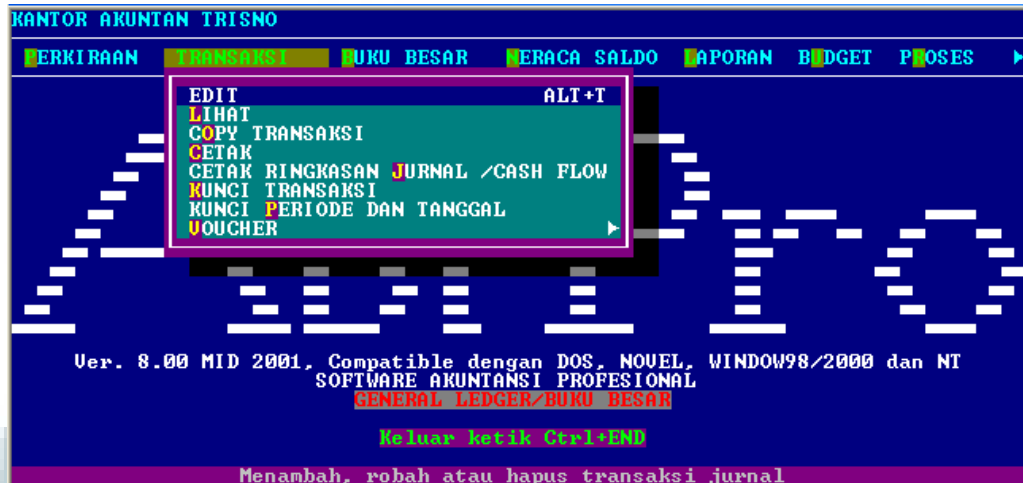 KANTOR AKUNTAN TRISNO
PERKIRAAN TRANSAKSI BUKU BESAR NERACA SALDO LAPORAN BUDGET PROSES
EDIT ALT+T
LIHAT
COPY TRANSAKSI
CETAK
CETAK RINGKASAN JURNAL /CASH FLOW
KUNCI TRANSAKSI
KUNCI PERIODE DAN TANGGAL
VOUCHER
Ver. 8.00 MID 2001, Compatible dengan DOS, NOVEL, WINDOW98/2000 dan NT
SOFTWARE AKUNTANSI PROFESIONAL
GENERAL LEDGER/BUKU BESAR
Keluar ketik Ctrl+END
Menambah, robah atau hapus transaksi jurnal